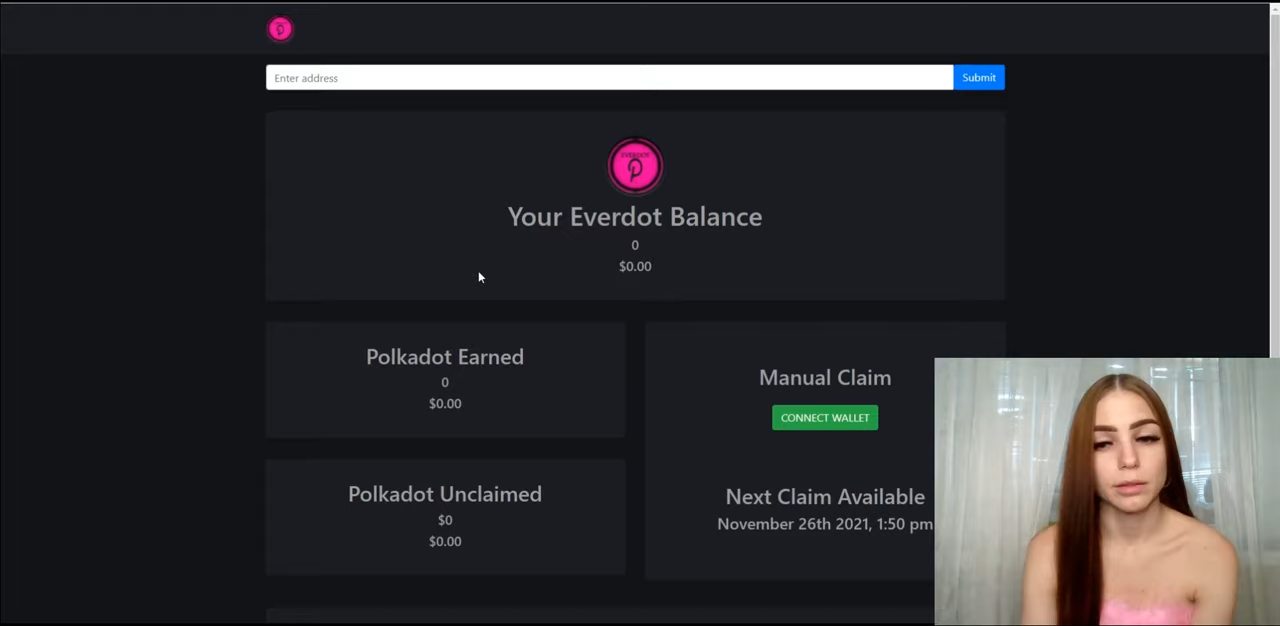 Enter address
Submit
EVERDOT
Your Everdot Balance
0
$0.00
Polkadot Earned
0
$0.00
Manual Claim
CONNECT WALLET
Polkadot Unclaimed
$0
$0.00
Next Claim Available
November 26th 2021, 1:50 pm